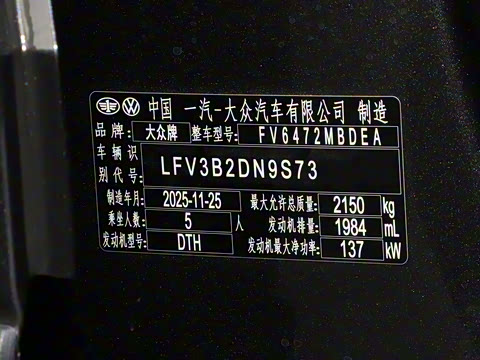 中国 一汽-大众汽车有限公司 制造
品牌: 大众牌 整车型号: FV6472MBDEA
车辆识别代号: LFV3B2DN9S73
制造年月: 2025-11-25 最大允许总质量: 2150 kg
乘坐人数: 5 人 发动机排量: 1984 mL
发动机型号: DTH 发动机最大净功率: 137 kW